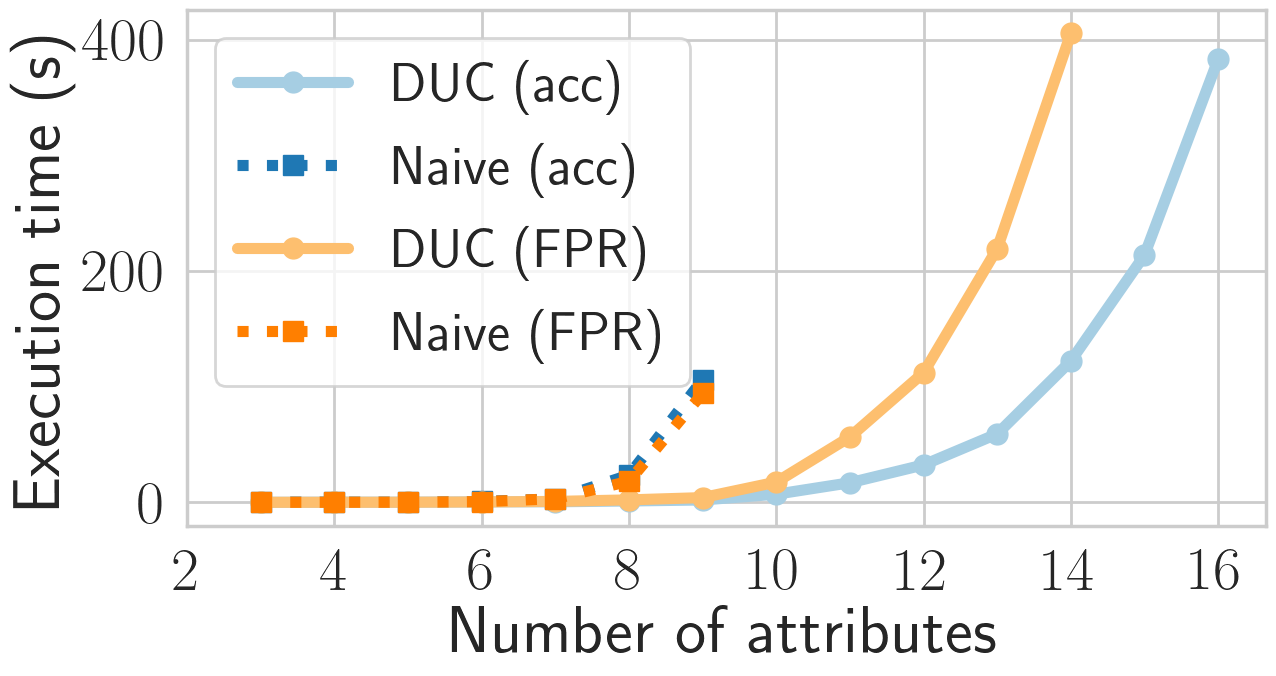 400
200
0
Execution time (s)
DUC (acc)
Naive (acc)
DUC (FPR)
Naive (FPR)
2 4 6 8 10 12 14 16
Number of attributes